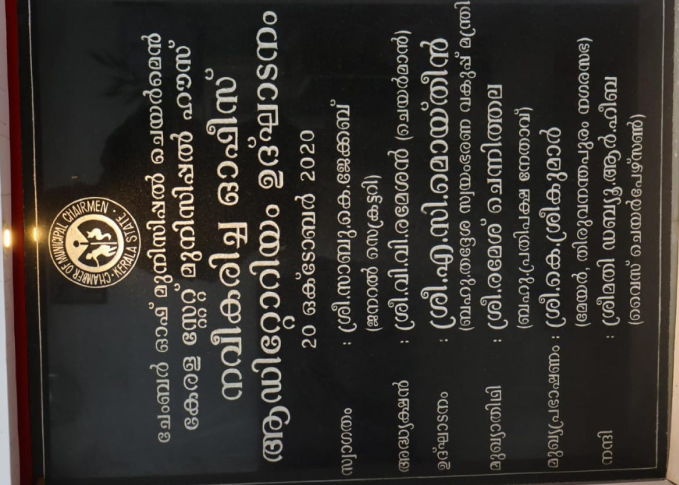 CHAMBER OF MUNICIPAL CHAIRMEN
KERALA STATE
ചേംബർ ഓഫ് മുനിസിപ്പൽ ചെയർമെൻ
കേരള സ്റ്റേറ്റ് മുനിസിപ്പൽ ഹൗസ്
നവീകരിച്ച ഓഫീസ്
ആഡിറ്റോറിയം ഉദ്ഘാടനം
20 ഒക്ടോബർ 2020
സ്വാഗതം : ശ്രീ.സാബു.കെ.ജേക്കബ്
(ജനറൽ സെക്രട്ടറി)
അദ്ധ്യക്ഷൻ : ശ്രീ.വി.വി.രമേശൻ (ചെയർമാൻ)
ഉദ്ഘാടനം : ശ്രീ.എ.സി.മൊയ്തീൻ
(ബഹു.തദ്ദേശ സ്വയംഭരണ വകുപ്പ് മന്ത്രി
മുഖ്യാതിഥി : ശ്രീ.രമേശ് ചെന്നിത്തല
(ബഹു.പ്രതിപക്ഷ നേതാവ്)
മുഖ്യപ്രഭാഷണം : ശ്രീ.കെ.ശ്രീകുമാർ
(മേയർ, തിരുവനന്തപുരം നഗരസഭ)
നന്ദി : ശ്രീമതി ഡബ്ല്യു.ആർ.ഹീബ
(വൈസ് ചെയർപേഴ്സൺ)